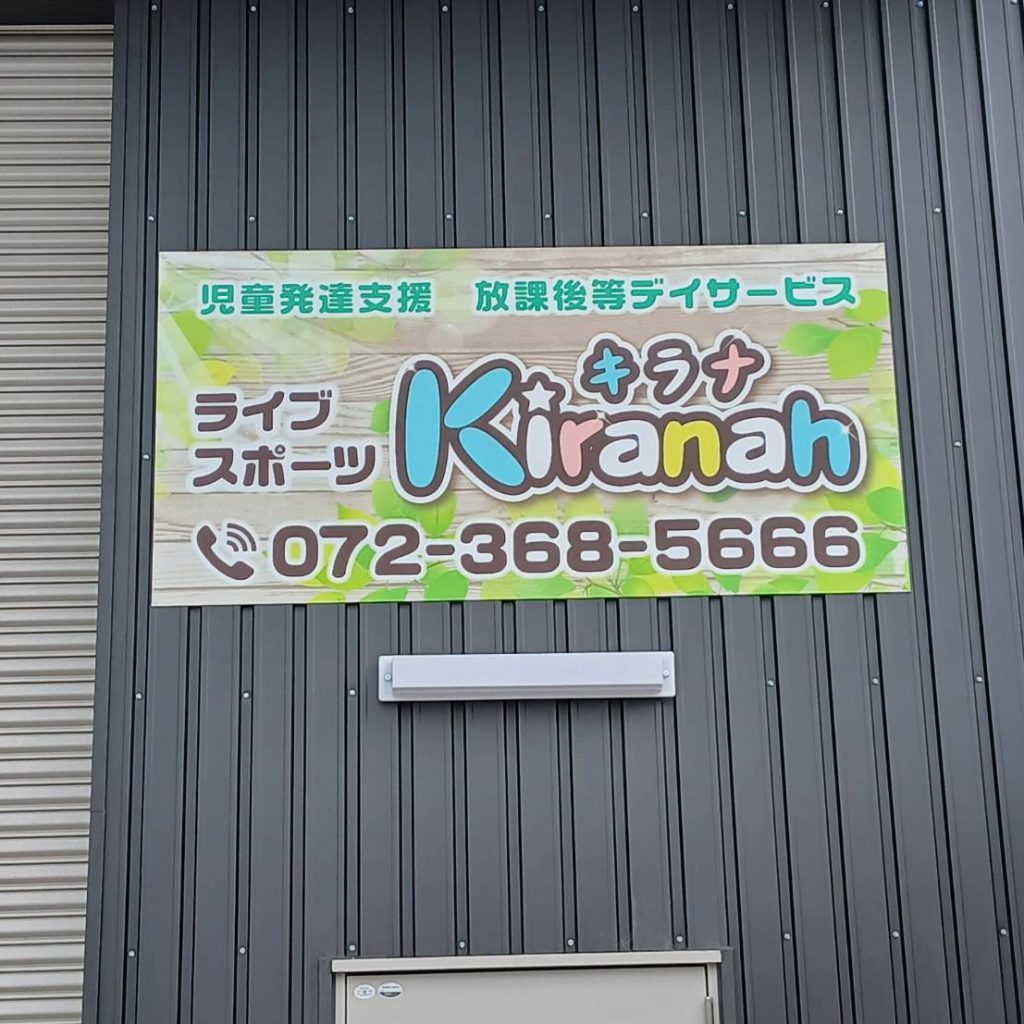 児童発達支援 放課後等デイサービス
キラナ
ライブ
スポーツ
Kiranah
072-368-5666